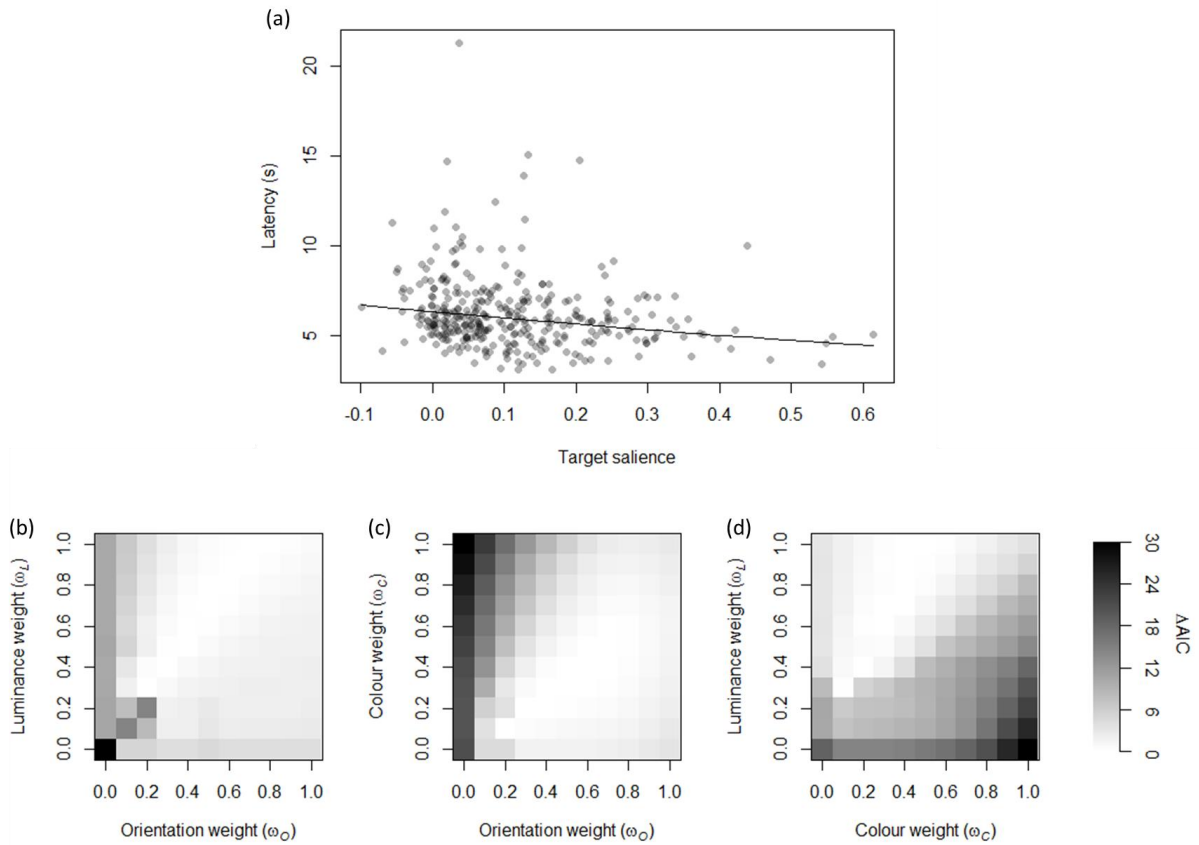 (a)
Latency (s)
20
15
10
5
-0.1 0.0 0.1 0.2 0.3 0.4 0.5 0.6
Target salience
(b)
Luminance weight (ωL)
1.0
0.8
0.6
0.4
0.2
0.0
0.0 0.2 0.4 0.6 0.8 1.0
Orientation weight (ωO)
(c)
Colour weight (ωC)
1.0
0.8
0.6
0.4
0.2
0.0
0.0 0.2 0.4 0.6 0.8 1.0
Orientation weight (ωO)
(d)
Luminance weight (ωL)
1.0
0.8
0.6
0.4
0.2
0.0
0.0 0.2 0.4 0.6 0.8 1.0
Colour weight (ωC)
30
24
18
12
6
0
ΔAIC